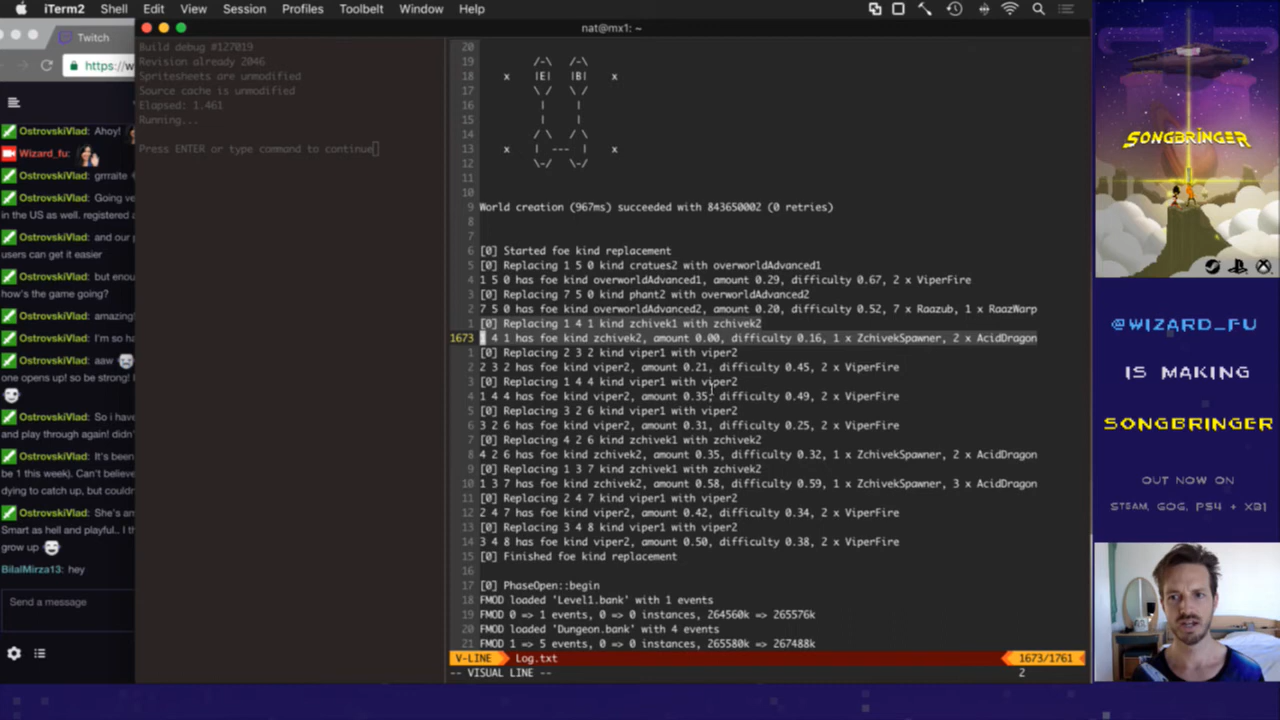 iTerm2 Shell Edit View Session Profiles Toolbelt Window Help
nat@mx1: ~
Twitch
https://w
OstrovskiVlad: Ahoy!
Wizard_fu:
OstrovskiVlad: grrraite
OstrovskiVlad: Going ve
in the US as well. registered a
OstrovskiVlad: and our p
users can get it easier
OstrovskiVlad: but enou
how's the game going?
OstrovskiVlad: amazing!
OstrovskiVlad: I'm so ha
OstrovskiVlad: aaw
one opens up! so be strong! I
OstrovskiVlad: So i have
and play through again! didn'
OstrovskiVlad: It's been
be 1 this week). Can't believe
dying to catch up, but couldn
OstrovskiVlad: She's an
Smart as hell and playful.. I th
grow up
BilalMirza13: hey
Send a message
Build debug #127019
Revision already 2046
Spritesheets are unmodified
Source cache is unmodified
Elapsed: 1.461
Running...
Press ENTER or type command to continue
20
19 /-\ /-\
18 x |E| |B| x
17 \ / \ /
16 | |
15 | |
14 / \ / \
13 x | --- | x
12 \-/ \-/
11
10
9 World creation (967ms) succeeded with 843650002 (0 retries)
8
7
6 [0] Started foe kind replacement
5 [0] Replacing 1 5 0 kind cratues2 with overworldAdvanced1
4 1 5 0 has foe kind overworldAdvanced1, amount 0.29, difficulty 0.67, 2 x ViperFire
3 [0] Replacing 7 5 0 kind phant2 with overworldAdvanced2
2 7 5 0 has foe kind overworldAdvanced2, amount 0.20, difficulty 0.52, 7 x Raazub, 1 x RaazWarp
1 [0] Replacing 1 4 1 kind zchivek1 with zchivek2
1673 4 1 has foe kind zchivek2, amount 0.00, difficulty 0.16, 1 x ZchivekSpawner, 2 x AcidDragon
1 [0] Replacing 2 3 2 kind viper1 with viper2
2 2 3 2 has foe kind viper2, amount 0.21, difficulty 0.45, 2 x ViperFire
3 [0] Replacing 1 4 4 kind viper1 with viper2
4 1 4 4 has foe kind viper2, amount 0.35, difficulty 0.49, 2 x ViperFire
5 [0] Replacing 3 2 6 kind viper1 with viper2
6 3 2 6 has foe kind viper2, amount 0.31, difficulty 0.25, 2 x ViperFire
7 [0] Replacing 4 2 6 kind zchivek1 with zchivek2
8 4 2 6 has foe kind zchivek2, amount 0.35, difficulty 0.32, 1 x ZchivekSpawner, 2 x AcidDragon
9 [0] Replacing 1 3 7 kind zchivek1 with zchivek2
10 1 3 7 has foe kind zchivek2, amount 0.58, difficulty 0.59, 1 x ZchivekSpawner, 3 x AcidDragon
11 [0] Replacing 2 4 7 kind viper1 with viper2
12 2 4 7 has foe kind viper2, amount 0.42, difficulty 0.34, 2 x ViperFire
13 [0] Replacing 3 4 8 kind viper1 with viper2
14 3 4 8 has foe kind viper2, amount 0.50, difficulty 0.38, 2 x ViperFire
15 [0] Finished foe kind replacement
16
17 [0] PhaseOpen::begin
18 FMOD loaded 'Level1.bank' with 1 events
19 FMOD 0 => 1 events, 0 => 0 instances, 264560k => 265576k
20 FMOD loaded 'Dungeon.bank' with 4 events
21 FMOD 1 => 5 events, 0 => 0 instances, 265580k => 267488k
V-LINE Log.txt 1673/1761
-- VISUAL LINE -- 2
SONGBRINGER
@WIZARD_FU
IS MAKING
SONGBRINGER
OUT NOW ON
STEAM, GOG, PS4 + XB1